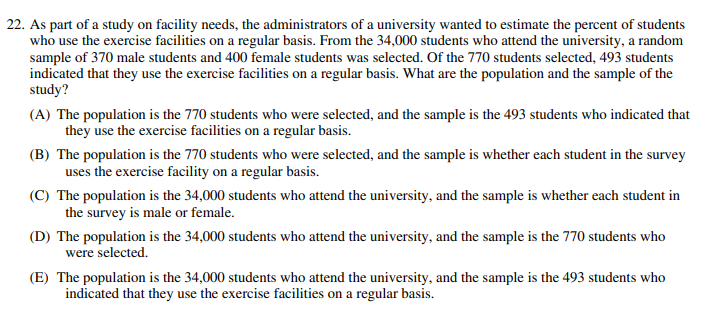 22. As part of a study on facility needs, the administrators of a university wanted to estimate the percent of students
who use the exercise facilities on a regular basis. From the 34,000 students who attend the university, a random
sample of 370 male students and 400 female students was selected. Of the 770 students selected, 493 students
indicated that they use the exercise facilities on a regular basis. What are the population and the sample of the
study?
(A) The population is the 770 students who were selected, and the sample is the 493 students who indicated that
they use the exercise facilities on a regular basis.
(B) The population is the 770 students who were selected, and the sample is whether each student in the survey
uses the exercise facility on a regular basis.
(C) The population is the 34,000 students who attend the university, and the sample is whether each student in
the survey is male or female.
(D) The population is the 34,000 students who attend the university, and the sample is the 770 students who
were selected.
(E) The population is the 34,000 students who attend the university, and the sample is the 493 students who
indicated that they use the exercise facilities on a regular basis.